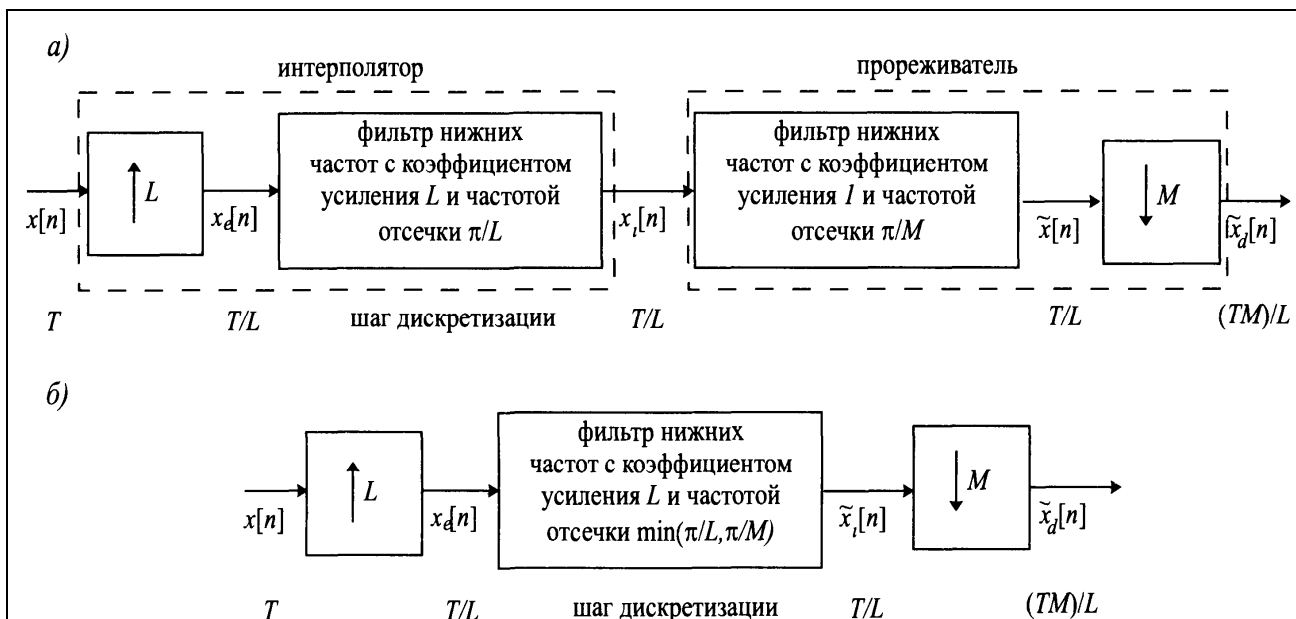 а)
интерполятор
прореживатель
x[n]
↑ L
xₑ[n]
фильтр нижних
частот с коэффициентом
усиления L и частотой
отсечки π/L
xᵢ[n]
фильтр нижних
частот с коэффициентом
усиления 1 и частотой
отсечки π/M
x̃[n]
↓ M
x̃d[n]
T
T/L
шаг дискретизации
T/L
T/L
(TM)/L
б)
x[n]
↑ L
xₑ[n]
фильтр нижних
частот с коэффициентом
усиления L и частотой
отсечки min(π/L,π/M)
x̃ᵢ[n]
↓ M
x̃d[n]
T
T/L
шаг дискретизации
T/L
(TM)/L